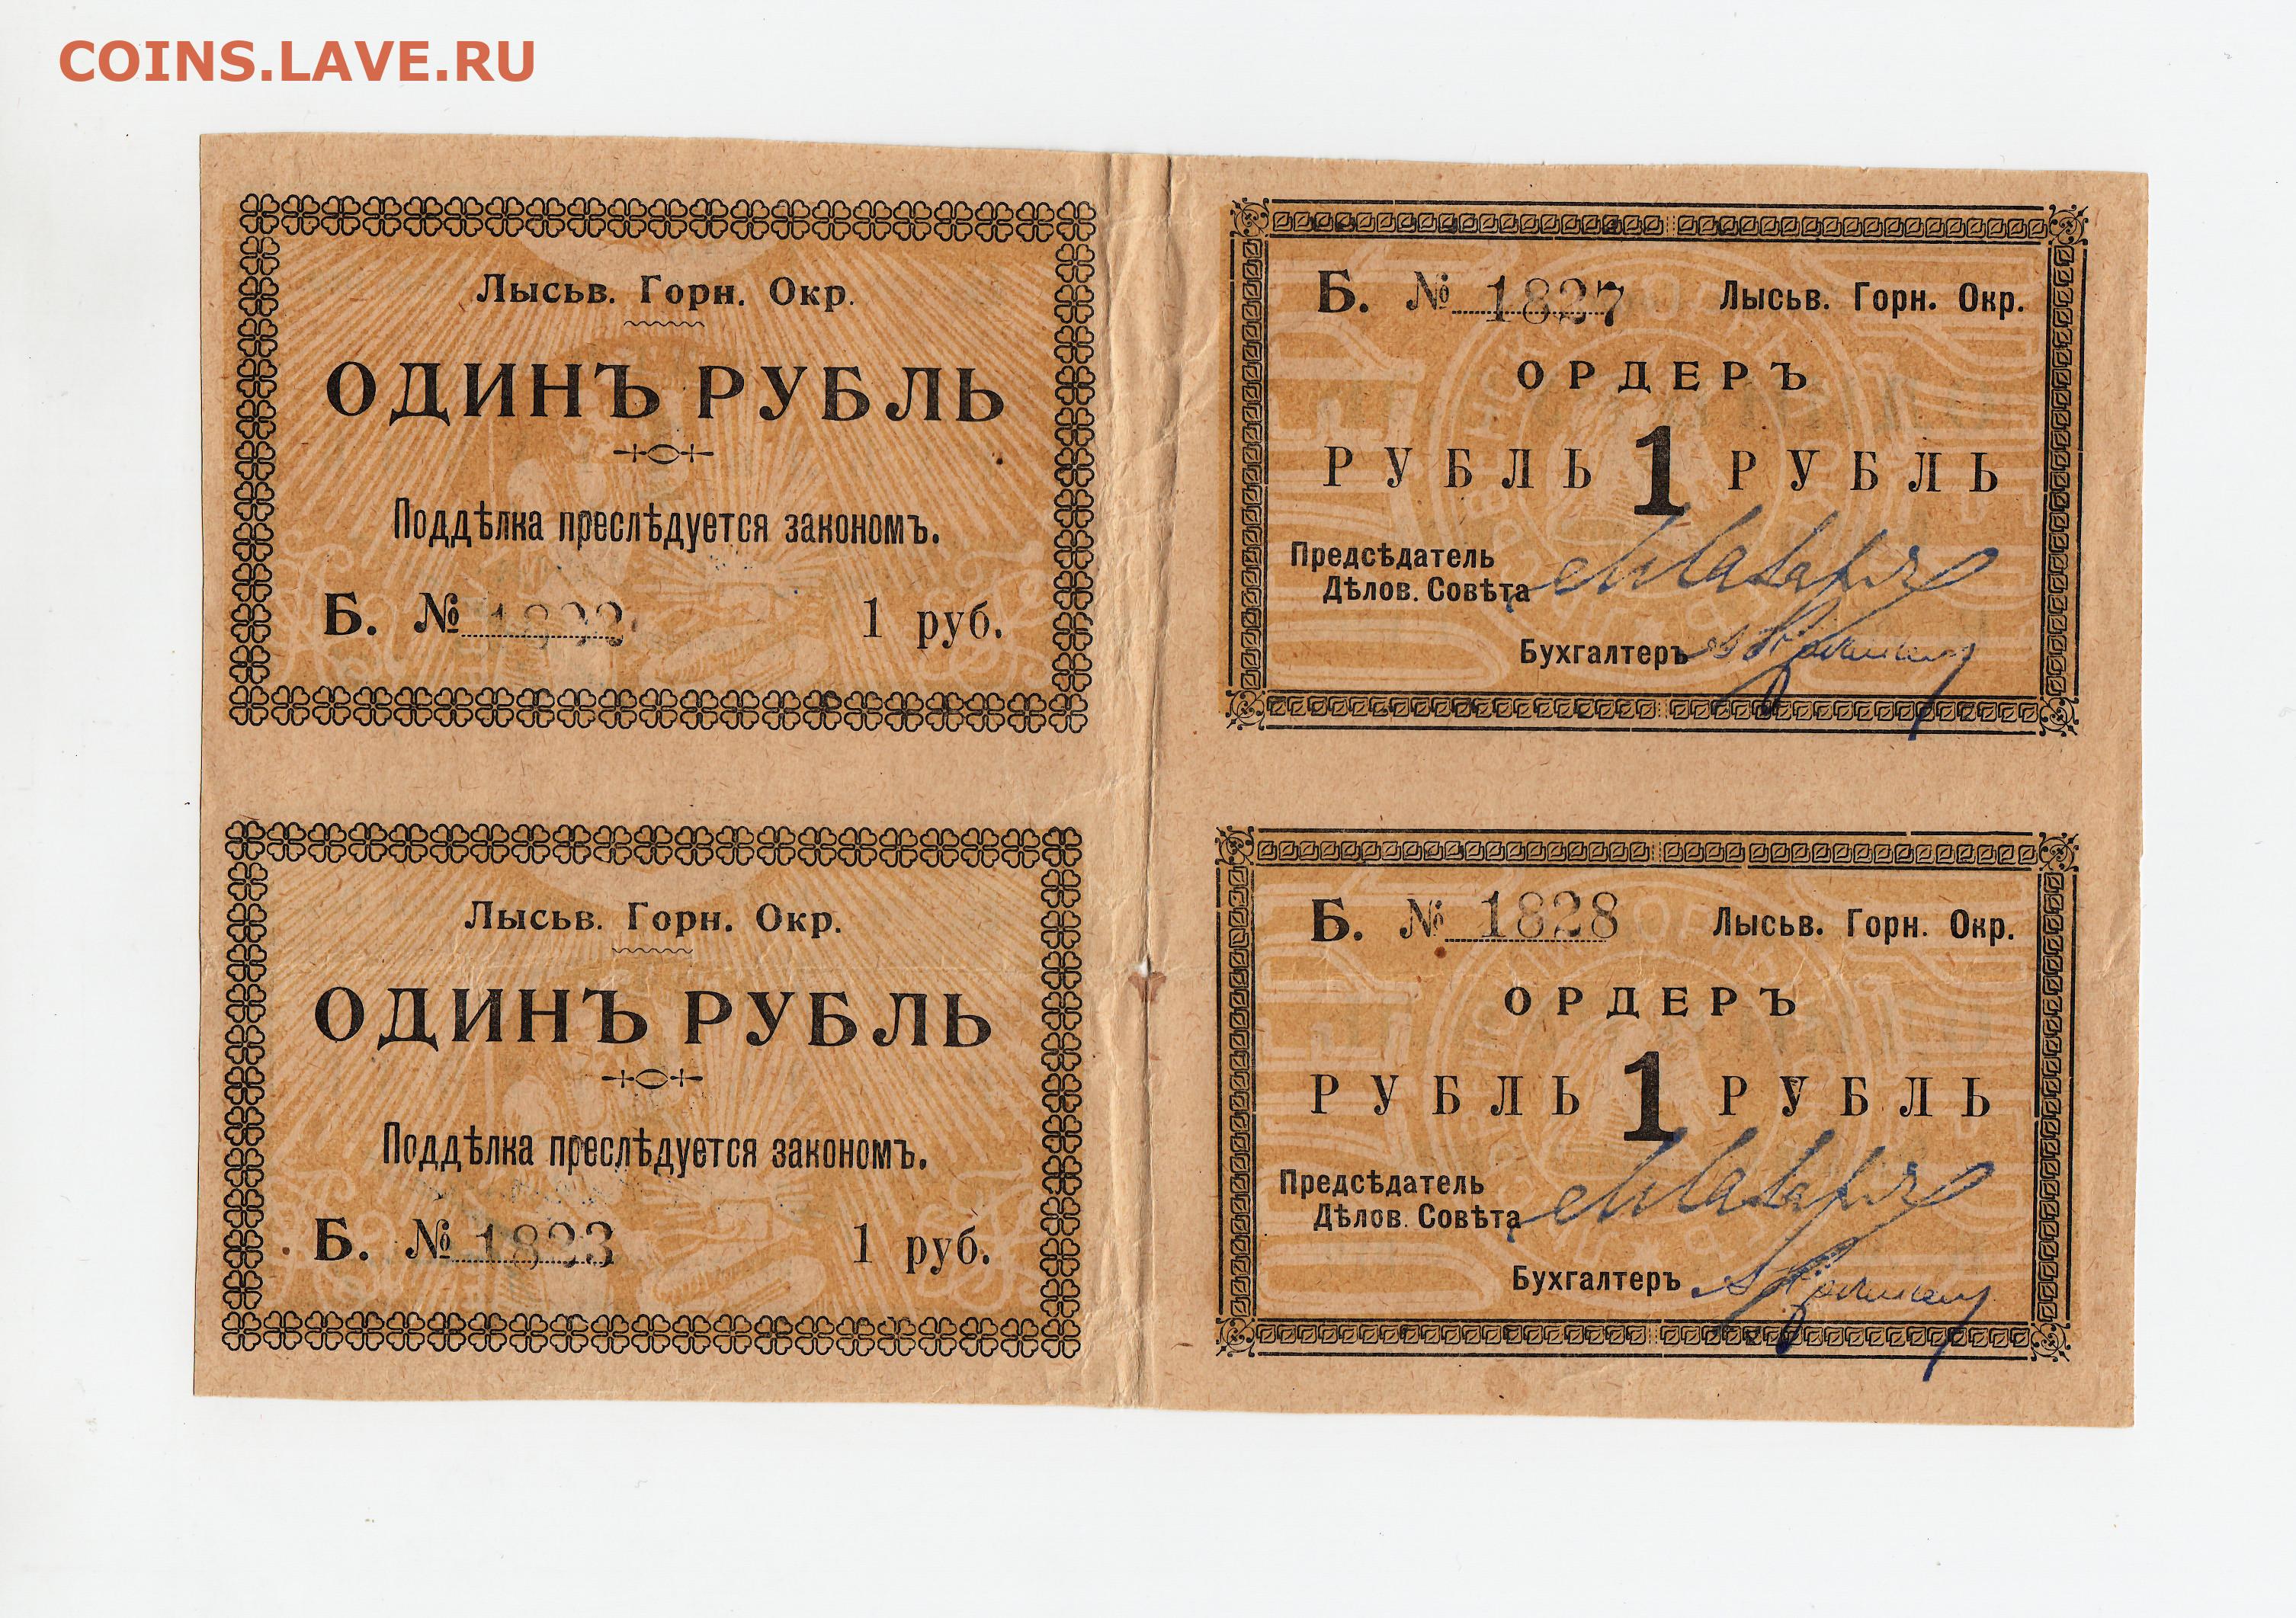 COINS.LAVE.RU
Лысьв. Горн. Окр.
ОДИНЪ РУБЛЬ
Поддѣлка преслѣдуется закономъ.
Б. № 1822 1 руб.
Б. № 1827 Лысьв. Горн. Окр.
ОРДЕРЪ
РУБЛЬ 1 РУБЛЬ
Предсѣдатель
Дѣлов. Совѣта
Бухгалтеръ
Лысьв. Горн. Окр.
ОДИНЪ РУБЛЬ
Поддѣлка преслѣдуется закономъ.
Б. № 1823 1 руб.
Б. № 1828 Лысьв. Горн. Окр.
ОРДЕРЪ
РУБЛЬ 1 РУБЛЬ
Предсѣдатель
Дѣлов. Совѣта
Бухгалтеръ